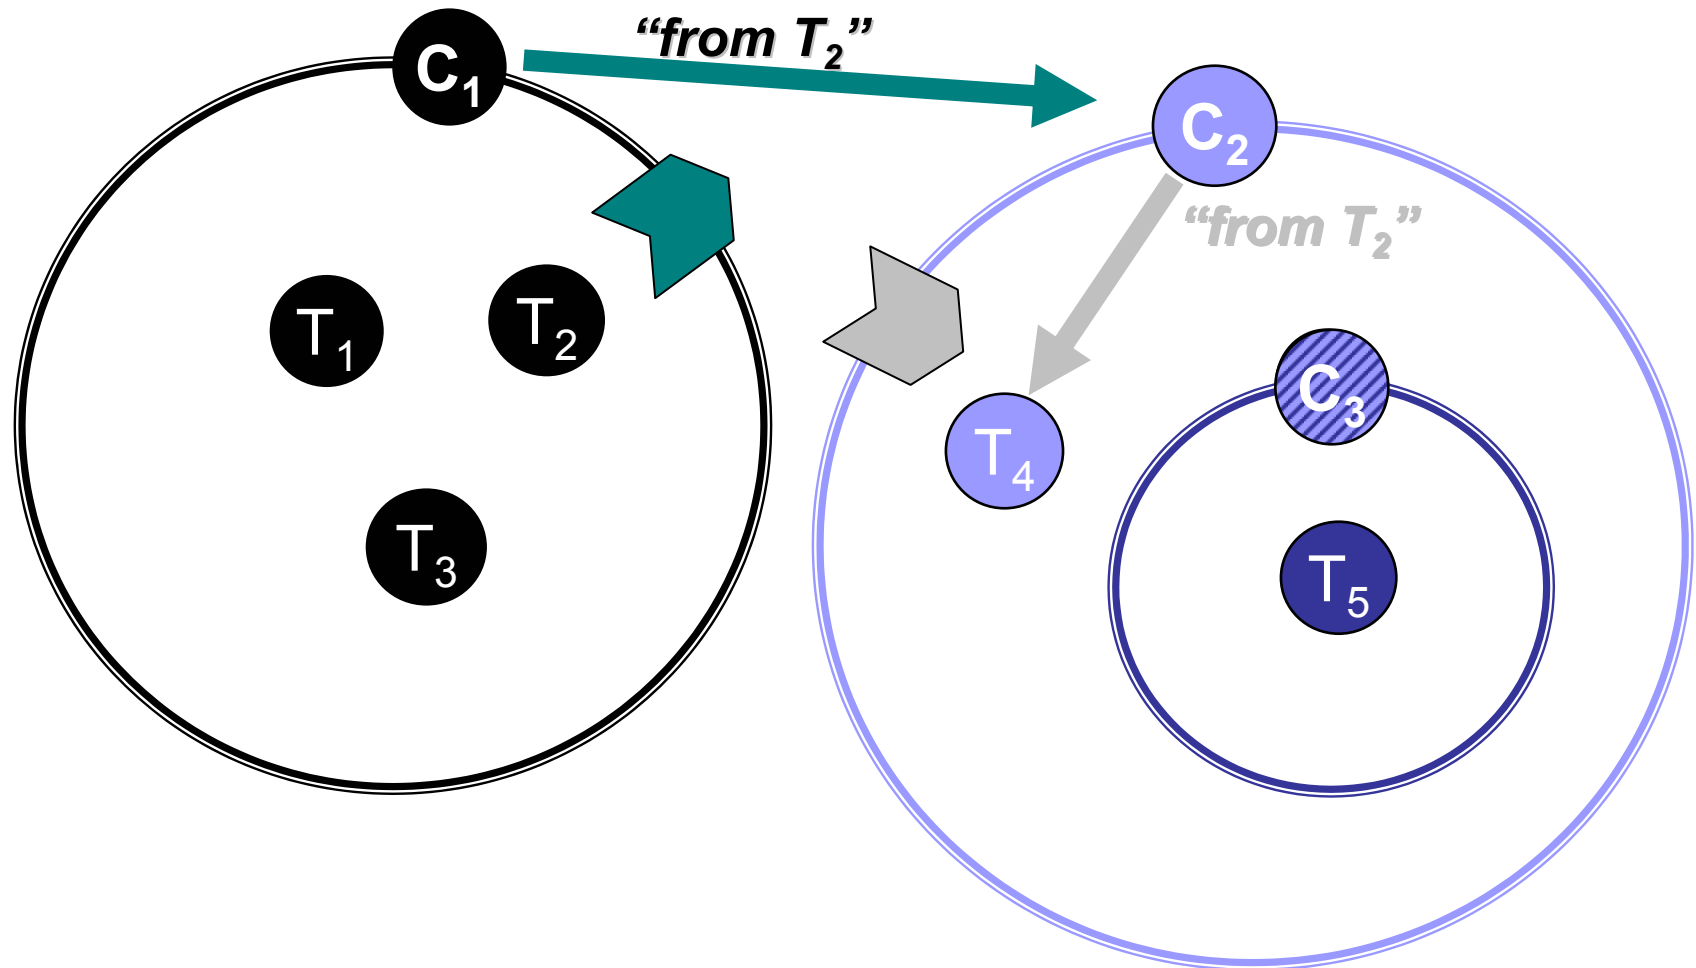 C₁
“from T₂”
C₂
“from T₂”
T₁
T₂
C₃
T₄
T₃
T₅